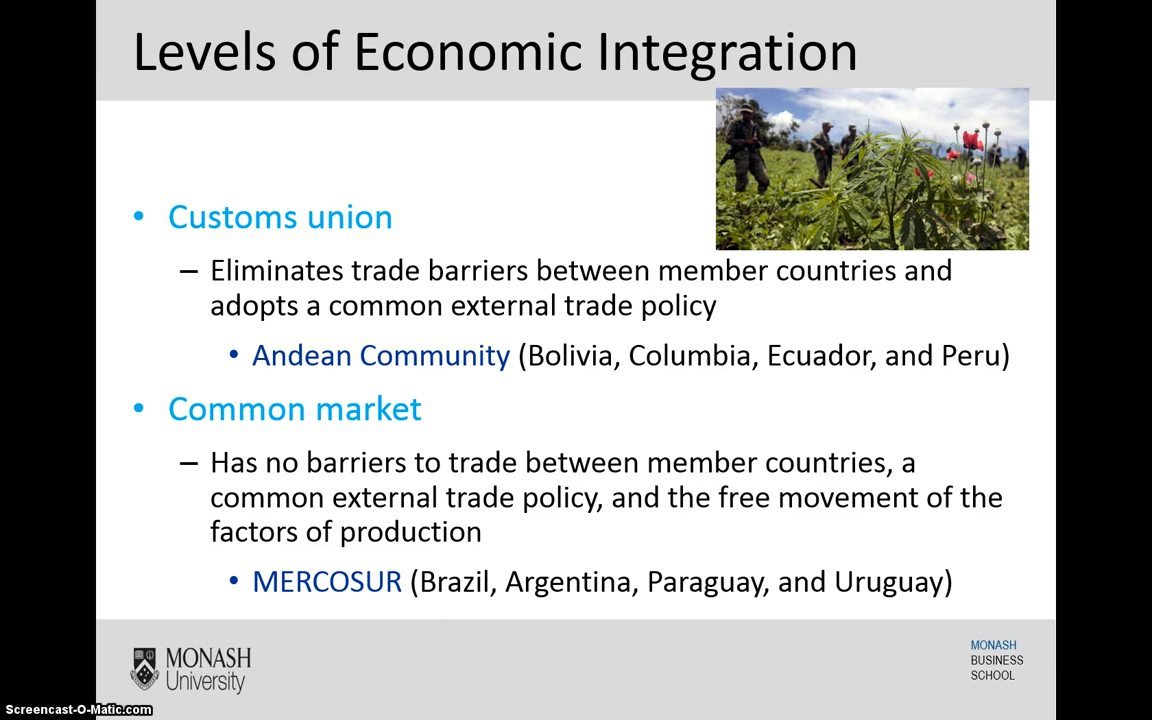 Levels of Economic Integration
• Customs union
– Eliminates trade barriers between member countries and
adopts a common external trade policy
• Andean Community (Bolivia, Columbia, Ecuador, and Peru)
• Common market
– Has no barriers to trade between member countries, a
common external trade policy, and the free movement of the
factors of production
• MERCOSUR (Brazil, Argentina, Paraguay, and Uruguay)
MONASH
University
MONASH
BUSINESS
SCHOOL
Screencast-O-Matic.com